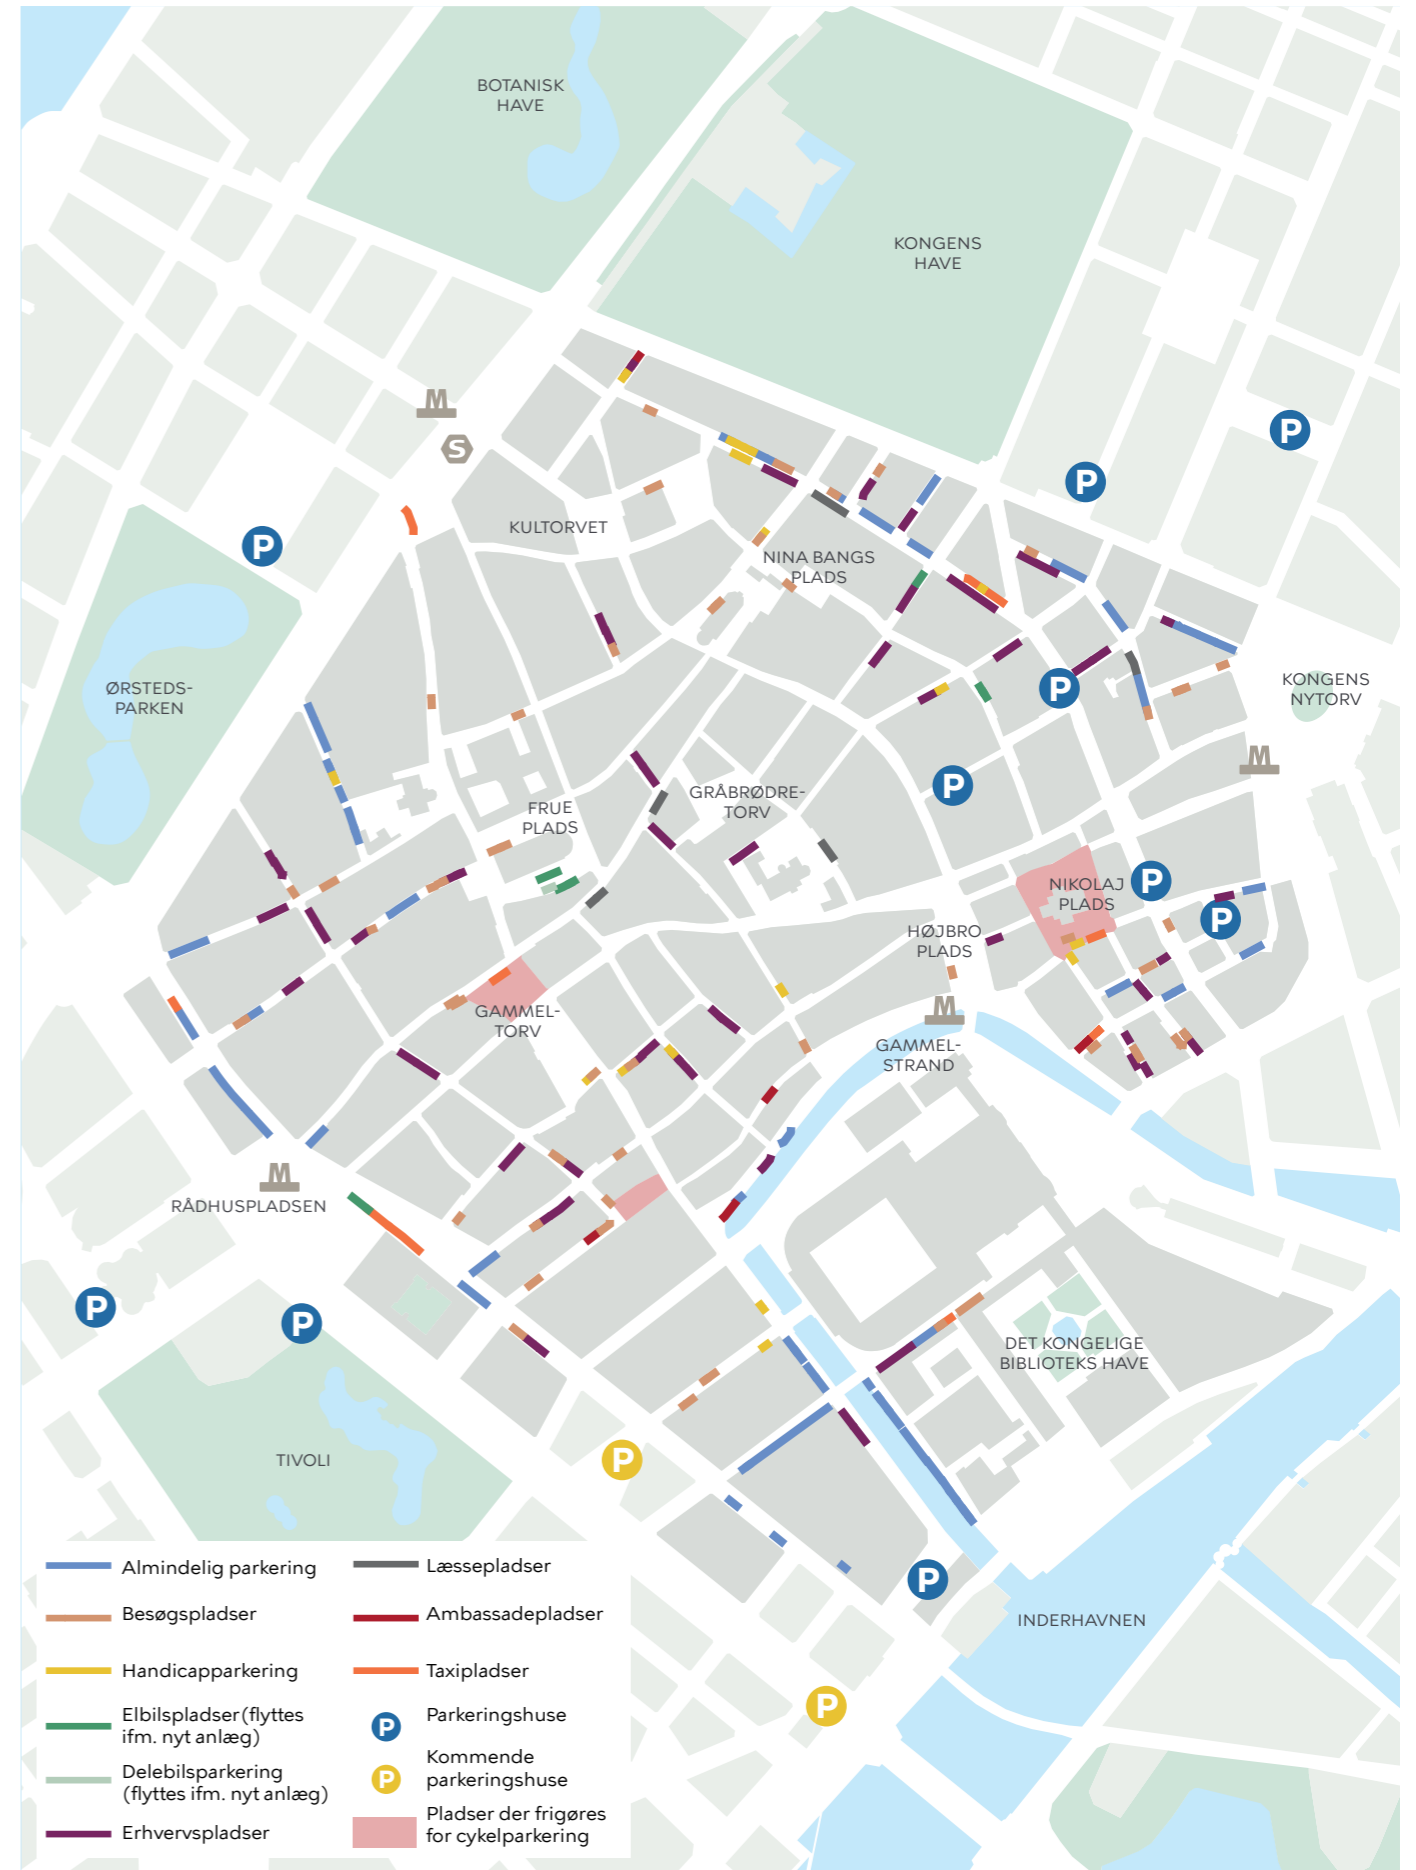 BOTANISK
HAVE
KONGENS
HAVE
M
S
P
P
P
KULTORVET
NINA BANGS
PLADS
ØRSTEDS-
PARKEN
P
KONGENS
NYTORV
M
P
GRÅBRØDRE-
TORV
FRUE
PLADS
NIKOLAJ
PLADS
P
P
HØJBRO
PLADS
M
GAMMEL-
TORV
GAMMEL-
STRAND
M
RÅDHUSPLADSEN
P
P
DET KONGELIGE
BIBLIOTEKS HAVE
TIVOLI
P
P
INDERHAVNEN
P
Almindelig parkering
Besøgspladser
Handicapparkering
Elbilspladser (flyttes
ifm. nyt anlæg)
Delebilsparkering
(flyttes ifm. nyt anlæg)
Erhvervspladser
Læssepladser
Ambassadepladser
Taxipladser
P Parkeringshuse
P Kommende
parkeringshuse
Pladser der frigøres
for cykelparkering